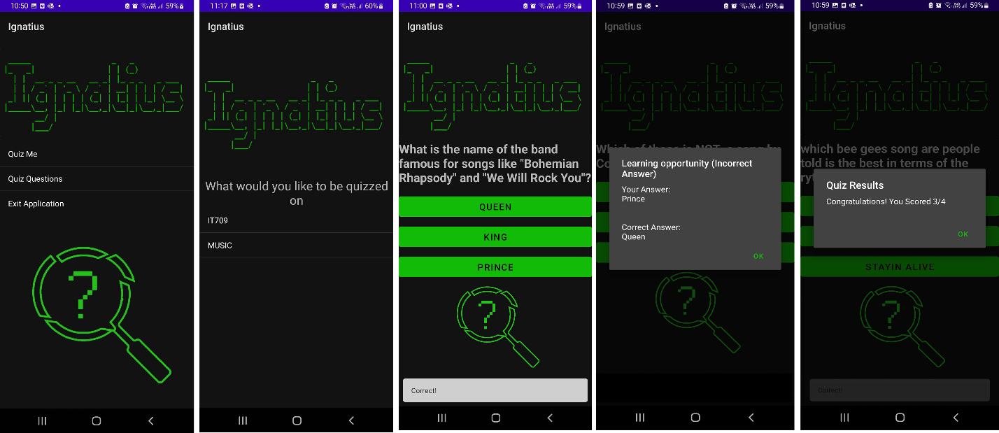 10:50
59%
Ignatius
Ignatius
Quiz Me
Quiz Questions
Exit Application
?
11:17
60%
Ignatius
Ignatius
What would you like to be quizzed
on
IT709
MUSIC
11:00
59%
Ignatius
Ignatius
What is the name of the band
famous for songs like "Bohemian
Rhapsody" and "We Will Rock You"?
QUEEN
KING
PRINCE
?
Correct!
10:59
59%
Ignatius
Ignatius
Which of these is NOT a song by
Learning opportunity (Incorrect
Answer)
Your Answer:
Prince
Correct Answer:
Queen
OK
?
10:59
59%
Ignatius
Ignatius
which bee gees song are people
told is the best in terms of the
Quiz Results
Congratulations! You Scored 3/4
OK
STAYIN ALIVE
?
Correct!